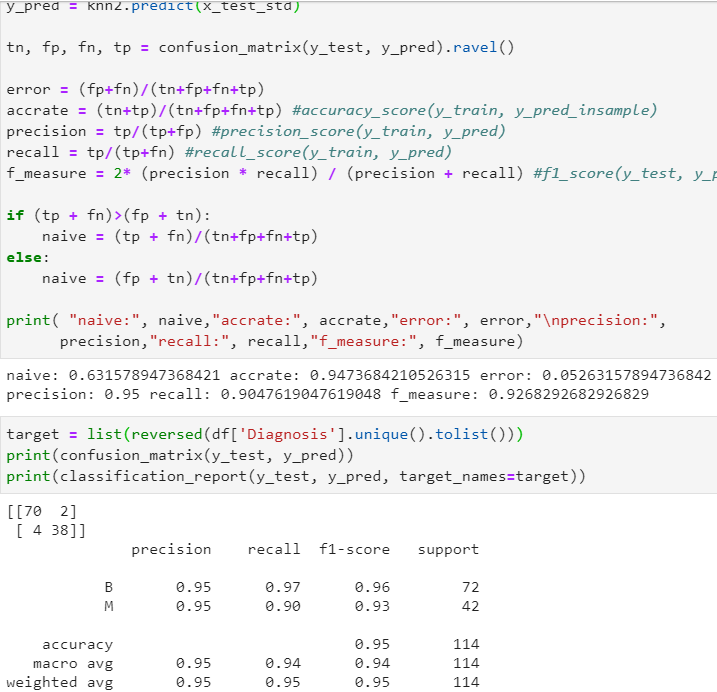 y_pred = knn2.predict(x_test_std)
tn, fp, fn, tp = confusion_matrix(y_test, y_pred).ravel()
error = (fp+fn)/(tn+fp+fn+tp)
accrate = (tn+tp)/(tn+fp+fn+tp) #accuracy_score(y_train, y_pred_insample)
precision = tp/(tp+fp) #precision_score(y_train, y_pred)
recall = tp/(tp+fn) #recall_score(y_train, y_pred)
f_measure = 2* (precision * recall) / (precision + recall) #f1_score(y_test, y_p
if (tp + fn)>(fp + tn):
    naive = (tp + fn)/(tn+fp+fn+tp)
else:
    naive = (fp + tn)/(tn+fp+fn+tp)
print( "naive:", naive,"accrate:", accrate,"error:", error,"\nprecision:",
      precision,"recall:", recall,"f_measure:", f_measure)
naive: 0.631578947368421 accrate: 0.9473684210526315 error: 0.05263157894736842
precision: 0.95 recall: 0.9047619047619048 f_measure: 0.9268292682926829
target = list(reversed(df['Diagnosis'].unique().tolist()))
print(confusion_matrix(y_test, y_pred))
print(classification_report(y_test, y_pred, target_names=target))
[[70  2]
 [ 4 38]]
              precision    recall  f1-score   support
           B       0.95      0.97      0.96        72
           M       0.95      0.90      0.93        42
    accuracy                           0.95       114
   macro avg       0.95      0.94      0.94       114
weighted avg       0.95      0.95      0.95       114